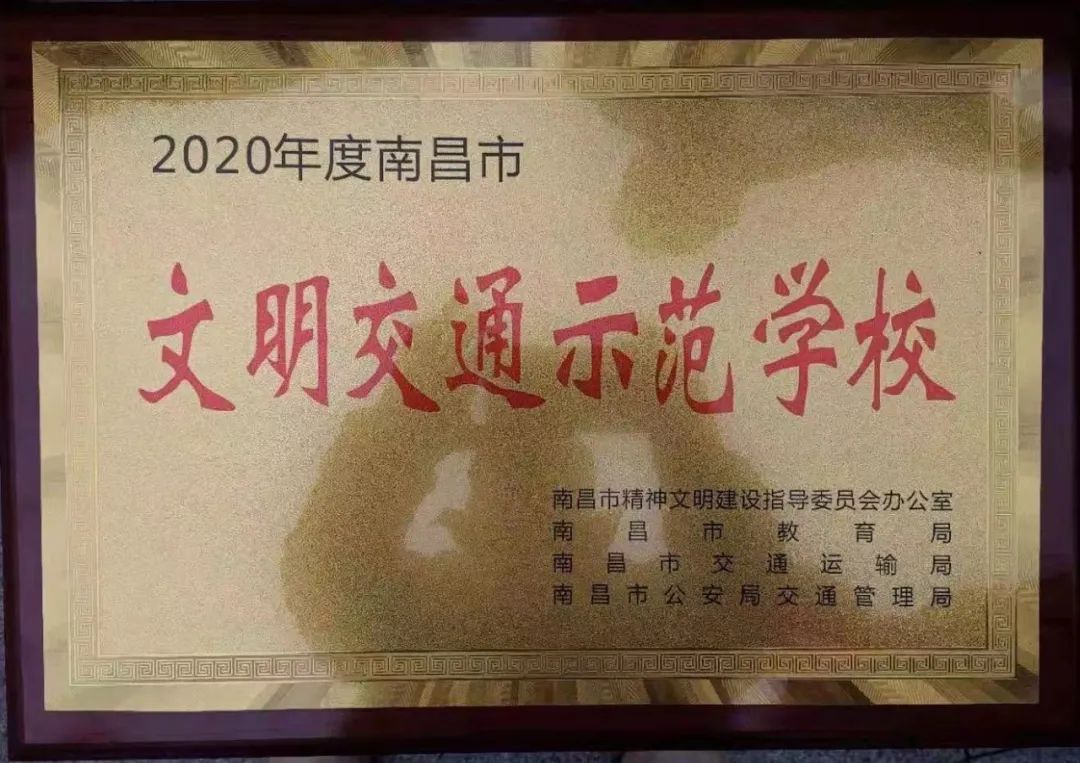 2020年度南昌市
文明交通示范学校
南昌市精神文明建设指导委员会办公室
南昌市教育局
南昌市交通运输局
南昌市公安局交通管理局